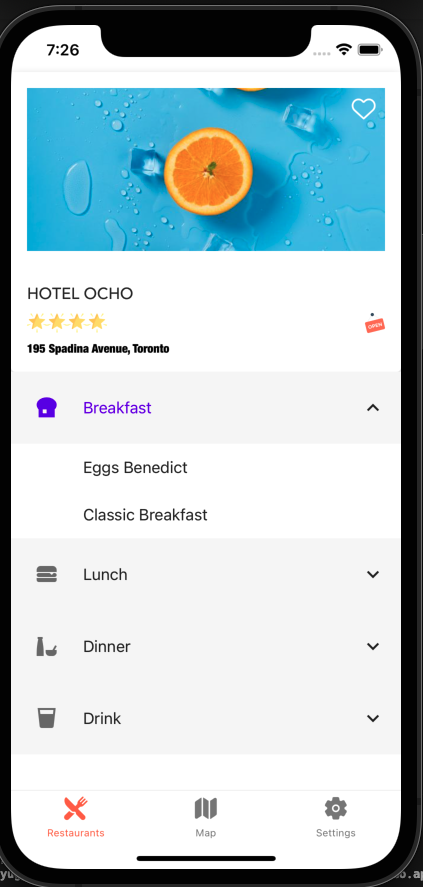 7:26
HOTEL OCHO
OPEN
195 Spadina Avenue, Toronto
Breakfast
Eggs Benedict
Classic Breakfast
Lunch
Dinner
Drink
Restaurants
Map
Settings